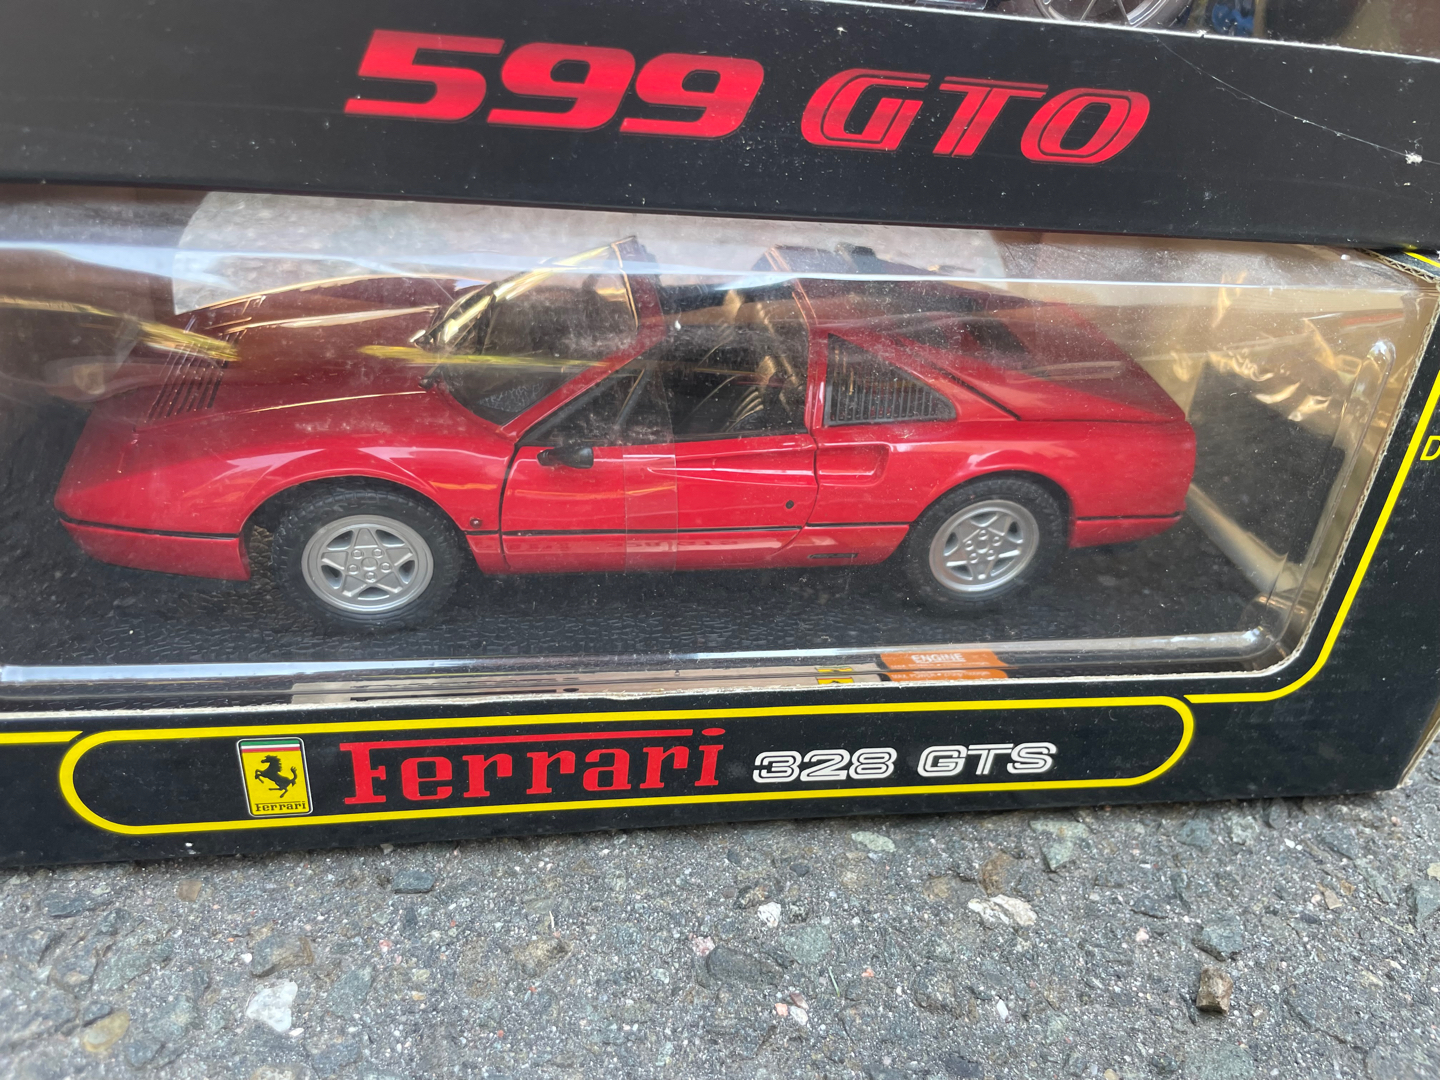 599 GTO
D
ENGINE
Ferrari
Ferrari 328 GTS